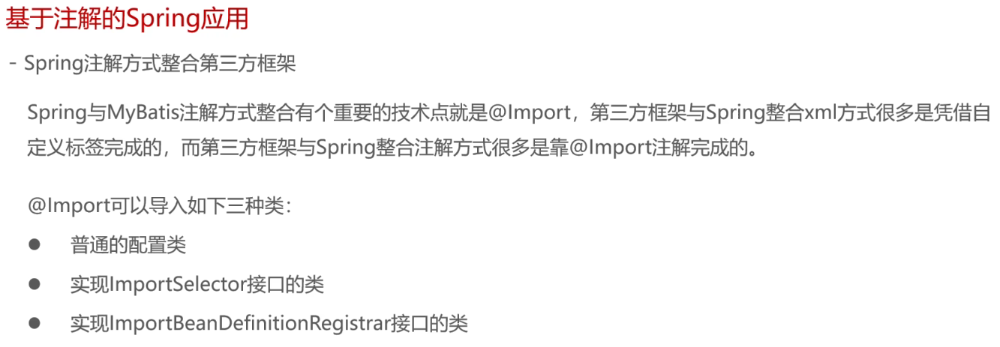 基于注解的Spring应用
- Spring注解方式整合第三方框架
Spring与MyBatis注解方式整合有个重要的技术点就是@Import，第三方框架与Spring整合xml方式很多是凭借自
定义标签完成的，而第三方框架与Spring整合注解方式很多是靠@Import注解完成的。
@Import可以导入如下三种类：
● 普通的配置类
● 实现ImportSelector接口的类
● 实现ImportBeanDefinitionRegistrar接口的类